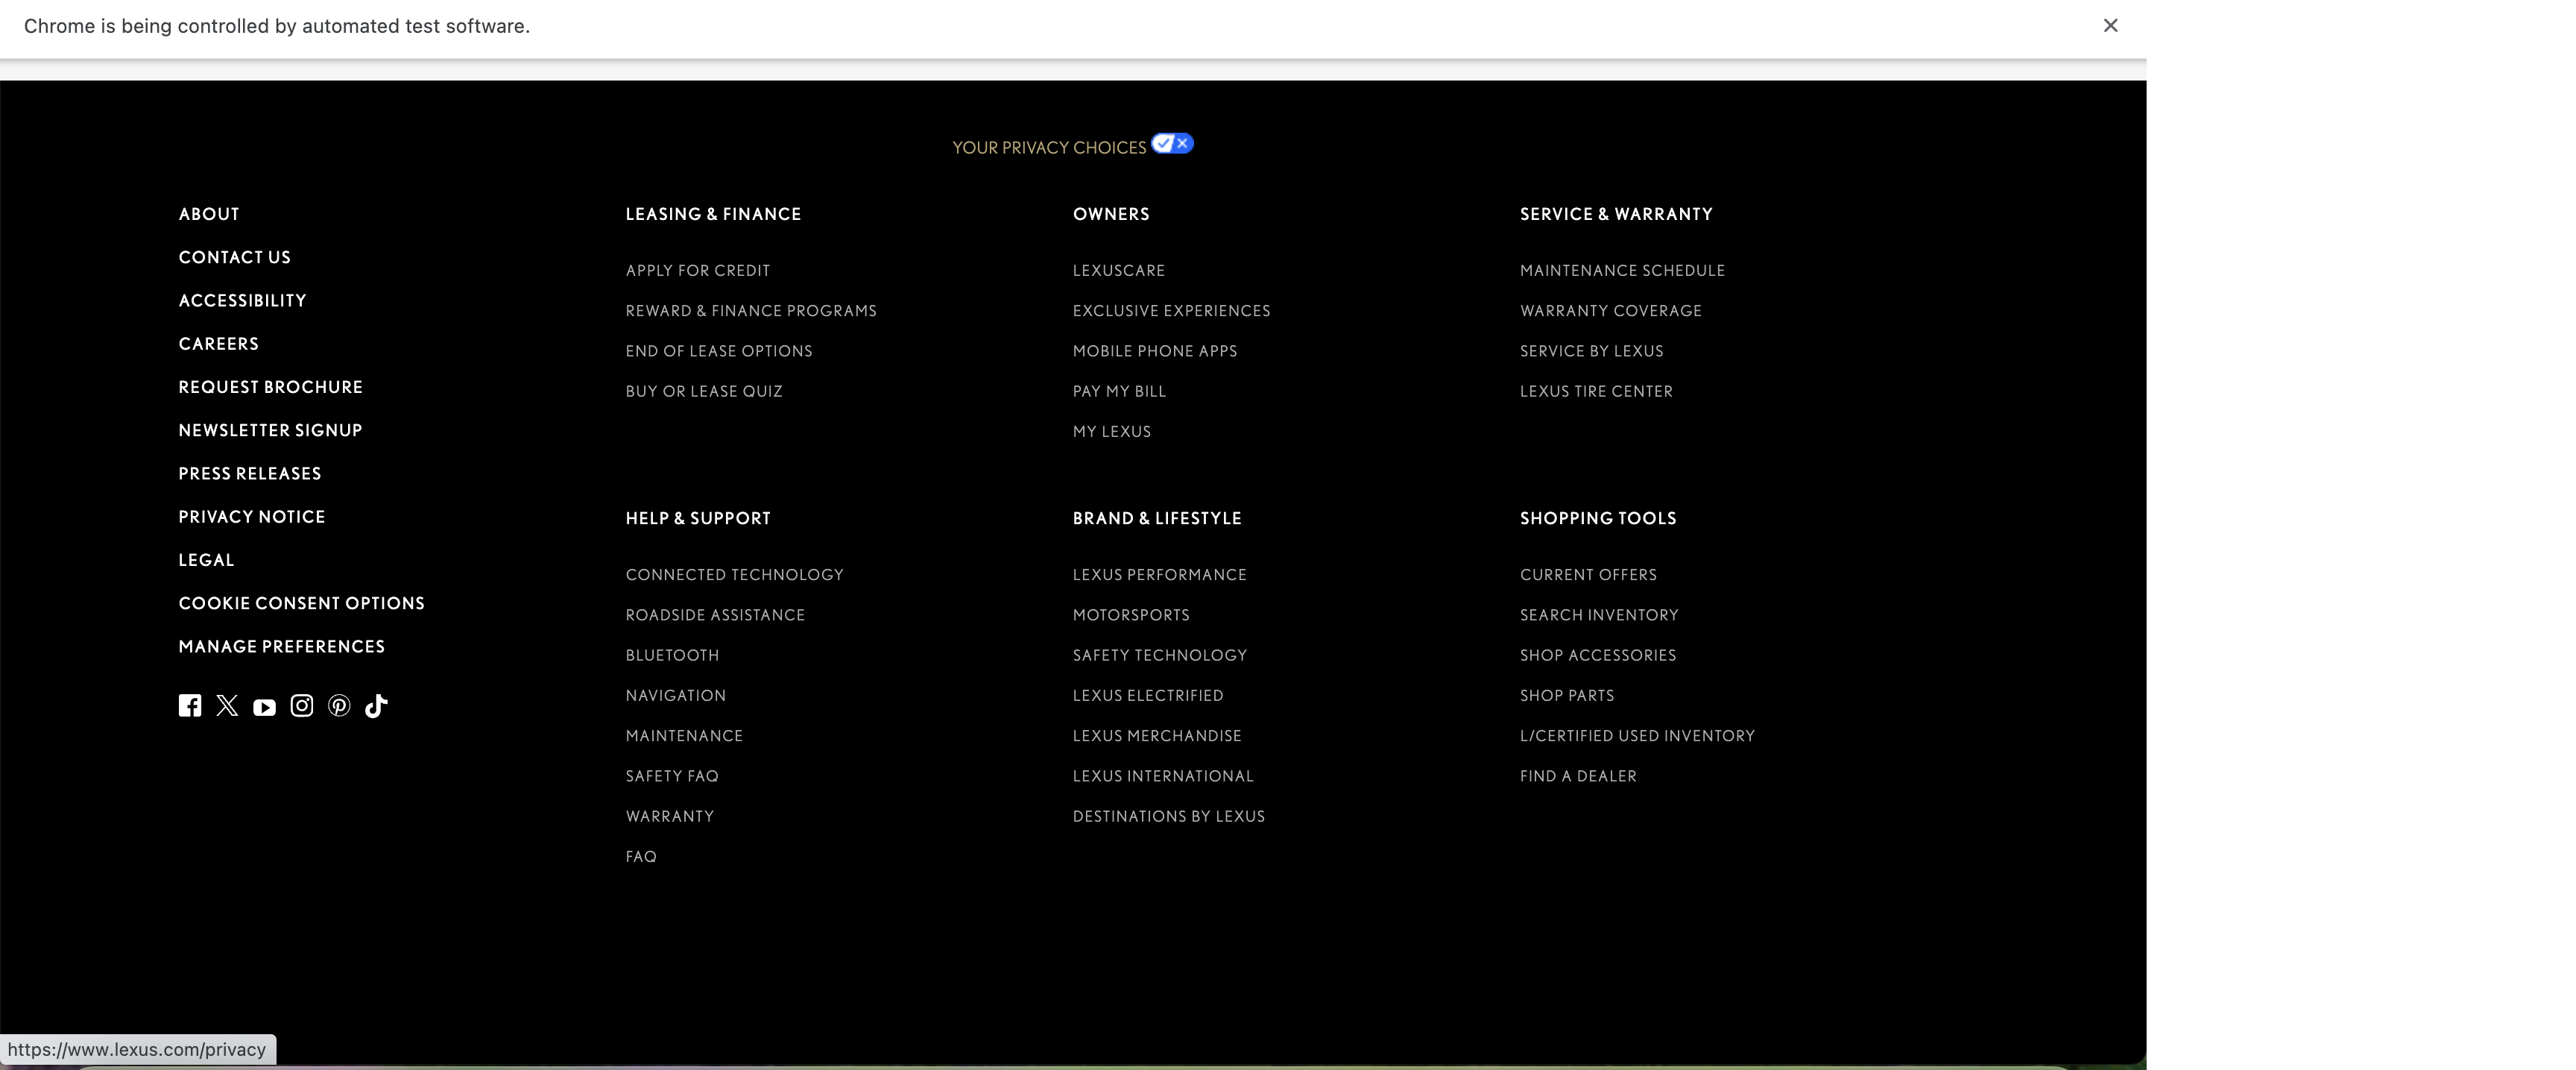 Chrome is being controlled by automated test software.
YOUR PRIVACY CHOICES
ABOUT
CONTACT US
ACCESSIBILITY
CAREERS
REQUEST BROCHURE
NEWSLETTER SIGNUP
PRESS RELEASES
PRIVACY NOTICE
LEGAL
COOKIE CONSENT OPTIONS
MANAGE PREFERENCES
LEASING & FINANCE
APPLY FOR CREDIT
REWARD & FINANCE PROGRAMS
END OF LEASE OPTIONS
BUY OR LEASE QUIZ
OWNERS
LEXUSCARE
EXCLUSIVE EXPERIENCES
MOBILE PHONE APPS
PAY MY BILL
MY LEXUS
SERVICE & WARRANTY
MAINTENANCE SCHEDULE
WARRANTY COVERAGE
SERVICE BY LEXUS
LEXUS TIRE CENTER
HELP & SUPPORT
CONNECTED TECHNOLOGY
ROADSIDE ASSISTANCE
BLUETOOTH
NAVIGATION
MAINTENANCE
SAFETY FAQ
WARRANTY
FAQ
BRAND & LIFESTYLE
LEXUS PERFORMANCE
MOTORSPORTS
SAFETY TECHNOLOGY
LEXUS ELECTRIFIED
LEXUS MERCHANDISE
LEXUS INTERNATIONAL
DESTINATIONS BY LEXUS
SHOPPING TOOLS
CURRENT OFFERS
SEARCH INVENTORY
SHOP ACCESSORIES
SHOP PARTS
L/CERTIFIED USED INVENTORY
FIND A DEALER
https://www.lexus.com/privacy